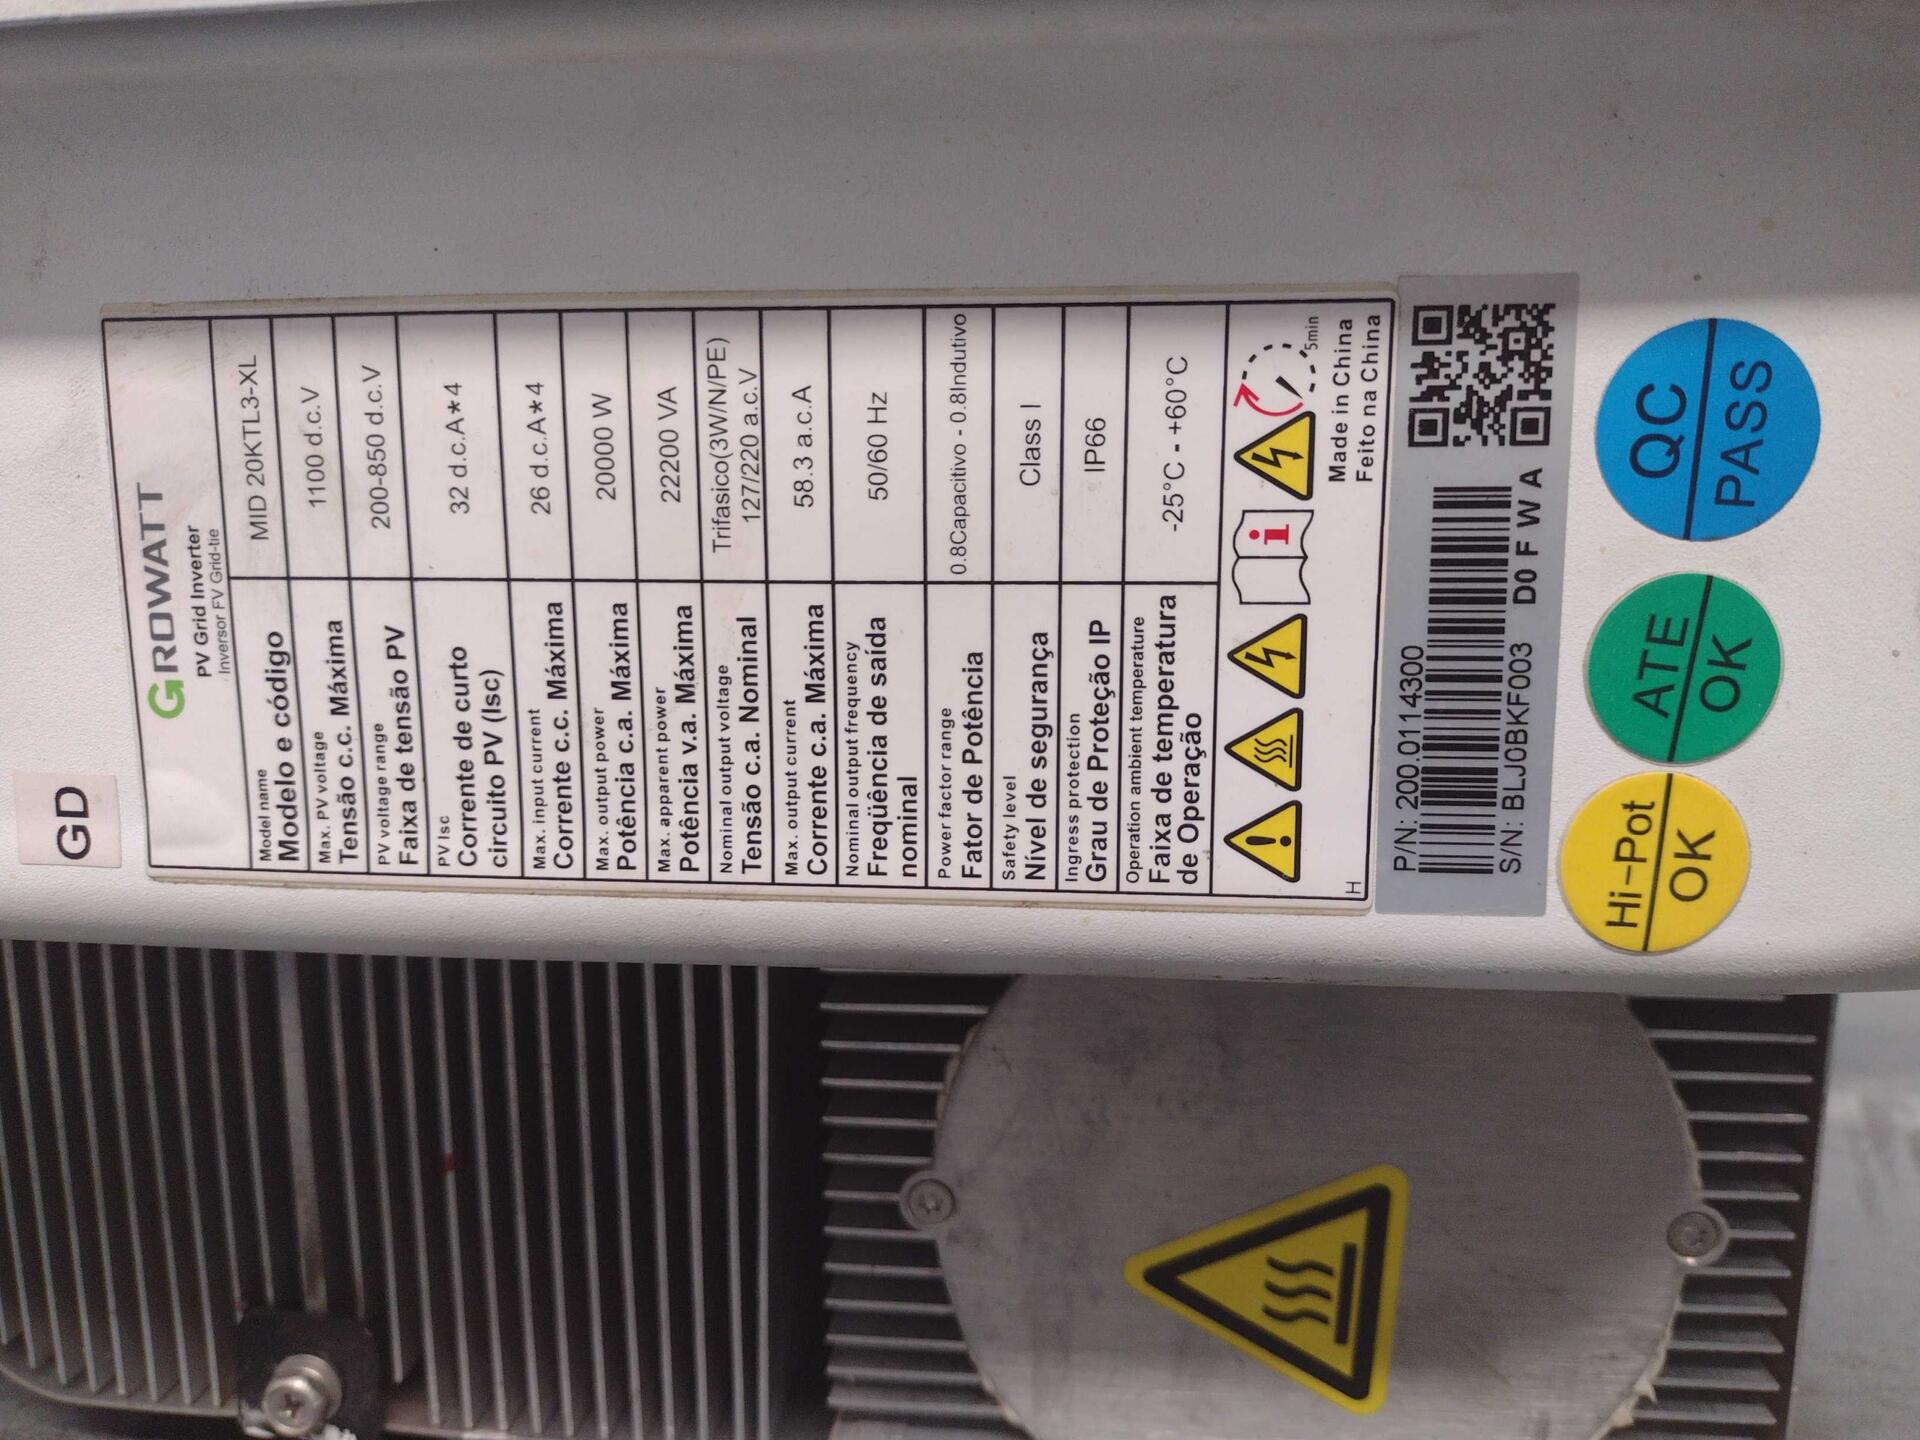 GD
GROWATT
PV Grid Inverter
Inversor FV Grid-tie
Model name
Modelo e código MID 20KTL3-XL
Max. PV voltage
Tensão c.c. Máxima 1100 d.c.V
PV voltage range
Faixa de tensão PV 200-850 d.c.V
PV Isc
Corrente de curto
circuito PV (Isc) 32 d.c.A*4
Max. input current
Corrente c.c. Máxima 26 d.c.A*4
Max. output power
Potência c.a. Máxima 20000 W
Max. apparent power
Potência v.a. Máxima 22200 VA
Nominal output voltage Trifasico(3W/N/PE)
Tensão c.a. Nominal 127/220 a.c.V
Max. output current
Corrente c.a. Máxima 58.3 a.c.A
Nominal output frequency
Freqüência de saída
nominal 50/60 Hz
Power factor range
Fator de Potência 0.8Capacitivo - 0.8Indutivo
Safety level
Nível de segurança Class I
Ingress protection
Grau de Proteção IP IP66
Operation ambient temperature
Faixa de temperatura
de Operação -25°C - +60°C
5min
Made in China
H Feito na China
P/N: 200.0114300
S/N: BLJ0BKF003 D0 F W A
Hi-Pot
OK
ATE
OK
QC
PASS